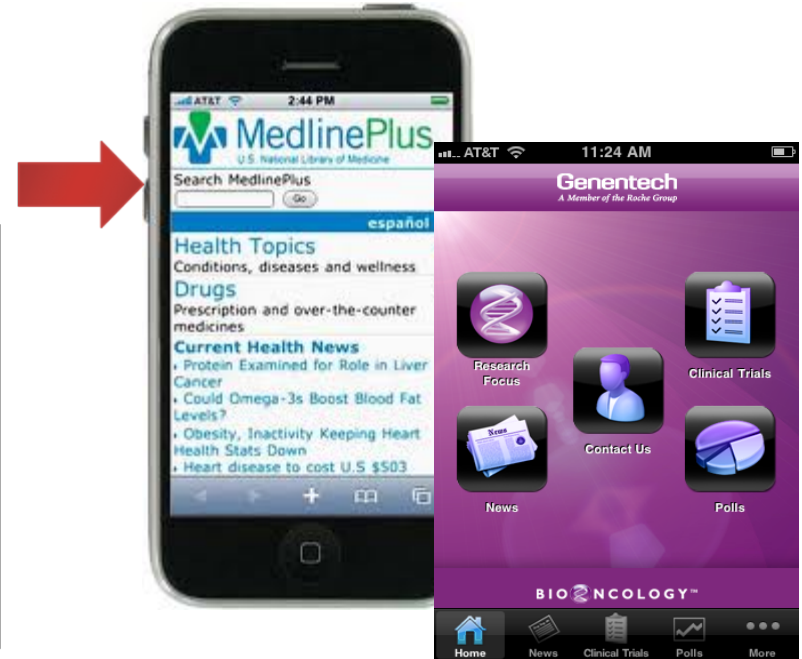 AT&T 2:44 PM
MedlinePlus
U.S. National Library of Medicine
Search MedlinePlus
Go
español
Health Topics
Conditions, diseases and wellness
Drugs
Prescription and over-the-counter
medicines
Current Health News
• Protein Examined for Role in Liver
Cancer
• Could Omega-3s Boost Blood Fat
Levels?
• Obesity, Inactivity Keeping Heart
Health Stats Down
• Heart disease to cost U.S $503
AT&T 11:24 AM
Genentech
A Member of the Roche Group
Research
Focus
Clinical Trials
Contact Us
News
News
Polls
BIOONCOLOGY™
Home News Clinical Trials Polls More